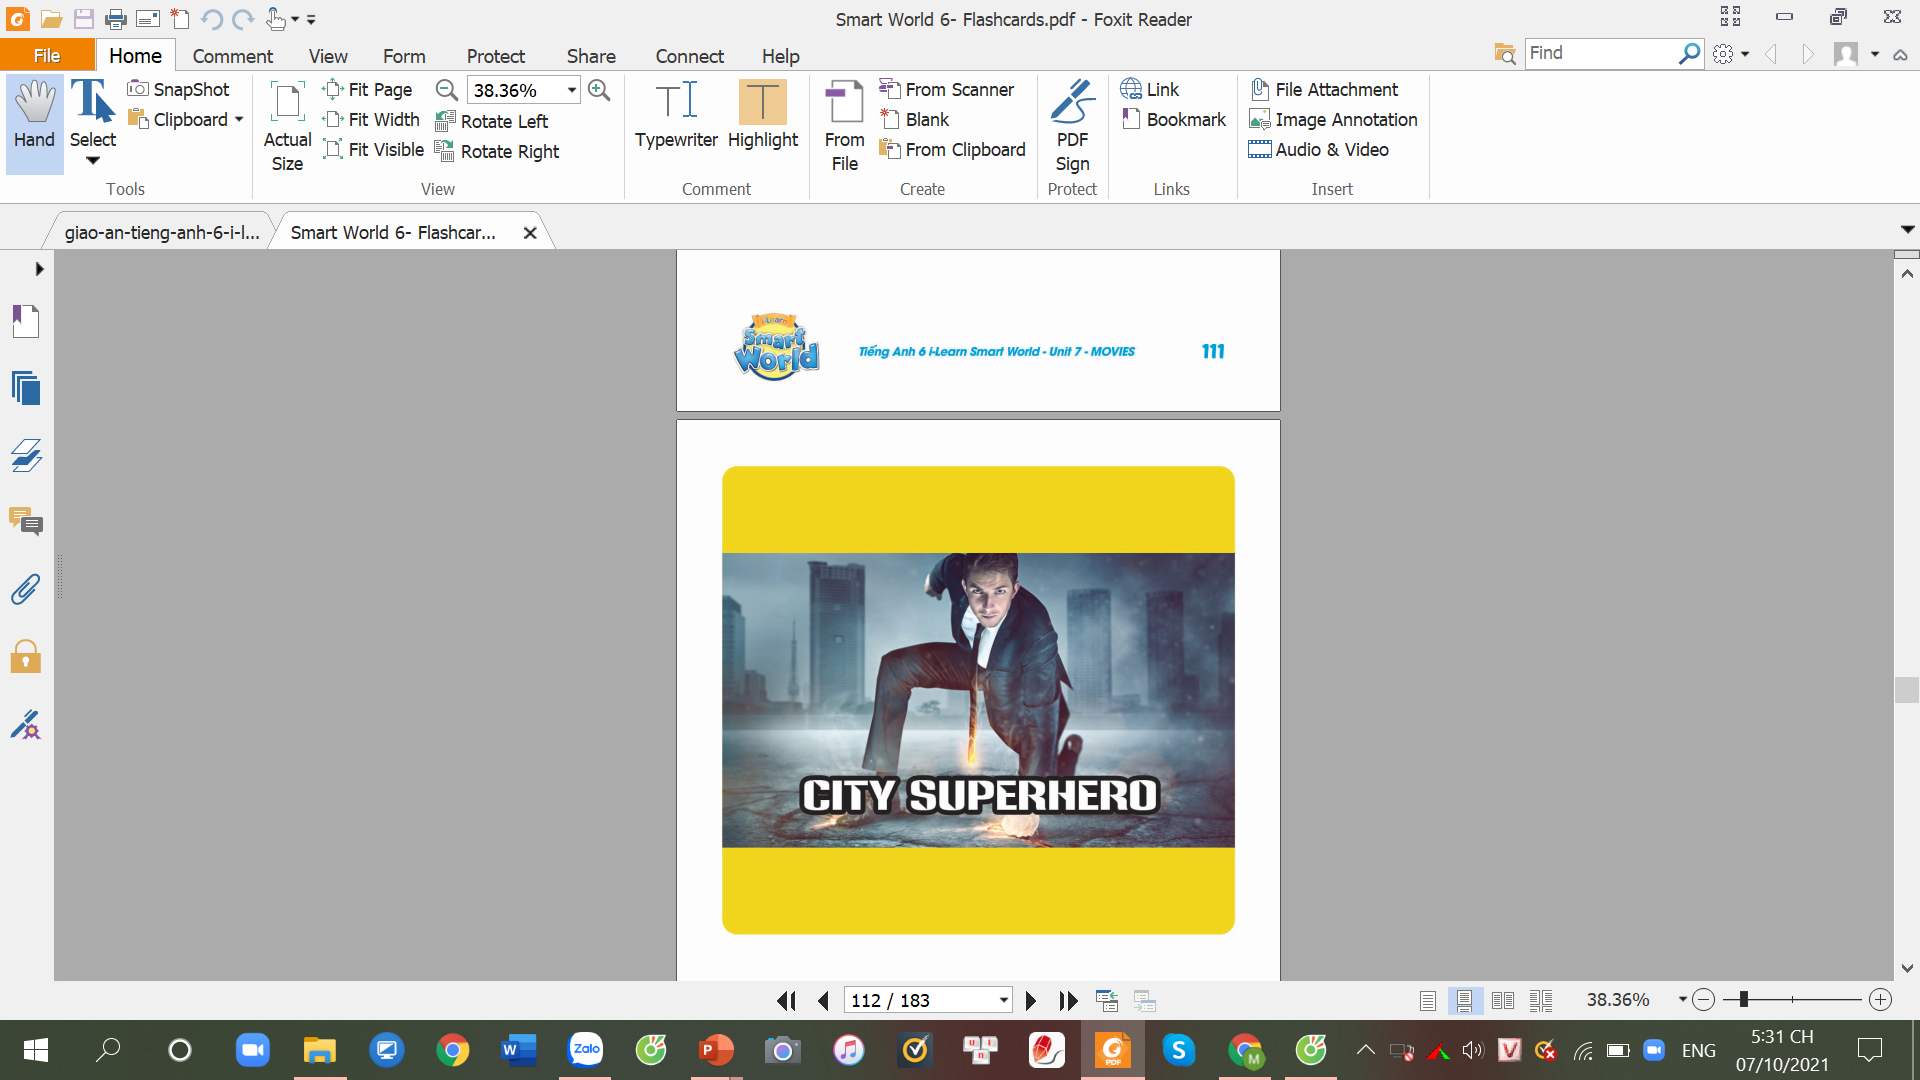 Smart World 6- Flashcards.pdf - Foxit Reader
File
Home
Comment
View
Form
Protect
Share
Connect
Help
Find
Hand
Select
SnapShot
Clipboard
Tools
Actual
Size
Fit Page
Fit Width
Fit Visible
38.36%
Rotate Left
Rotate Right
View
Typewriter
Highlight
Comment
From
File
From Scanner
Blank
From Clipboard
Create
PDF
Sign
Protect
Link
Bookmark
Links
File Attachment
Image Annotation
Audio & Video
Insert
giao-an-tieng-anh-6-i-l...
Smart World 6- Flashcar...
i-Learn
Smart
World
Tiếng Anh 6 i-Learn Smart World - Unit 7 - MOVIES
111
CITY SUPERHERO
112 / 183
38.36%
Zalo
PDF
ENG
5:31 CH
07/10/2021